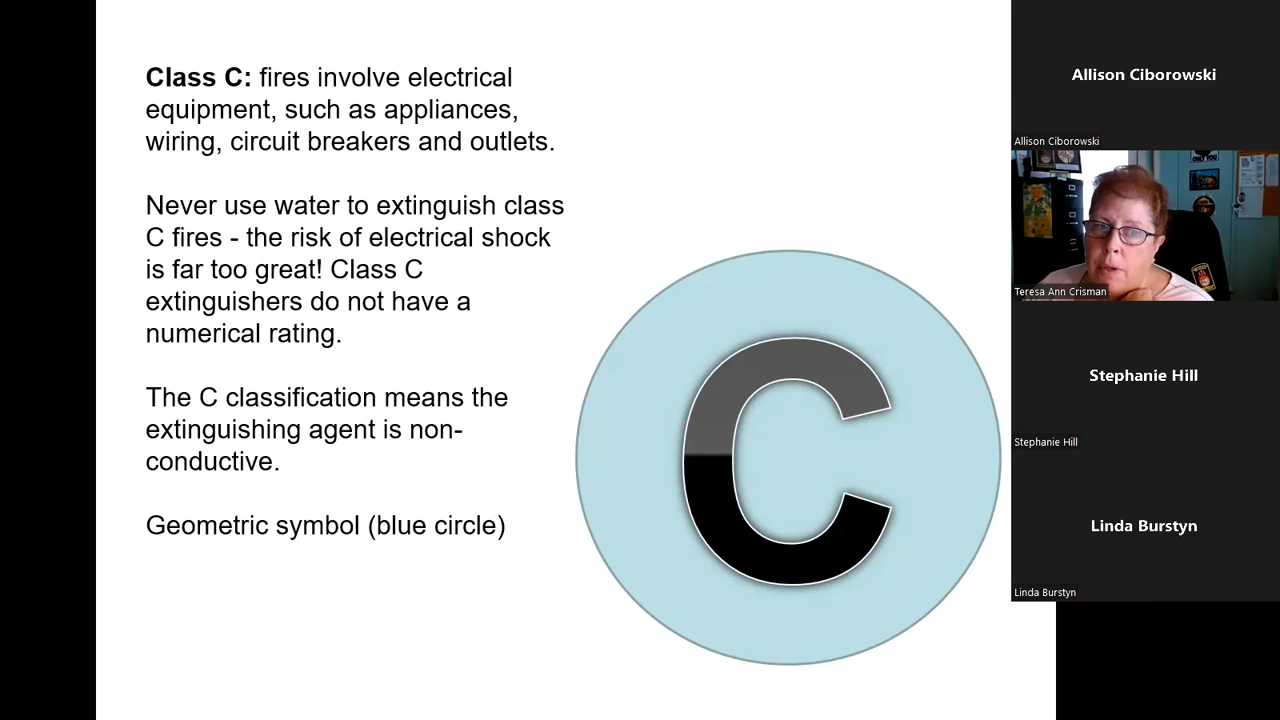 Class C: fires involve electrical
equipment, such as appliances,
wiring, circuit breakers and outlets.
Never use water to extinguish class
C fires - the risk of electrical shock
is far too great! Class C
extinguishers do not have a
numerical rating.
The C classification means the
extinguishing agent is non-
conductive.
Geometric symbol (blue circle)
C
Allison Ciborowski
Allison Ciborowski
ONLY YOU
Teresa Ann Crisman
Stephanie Hill
Stephanie Hill
Linda Burstyn
Linda Burstyn